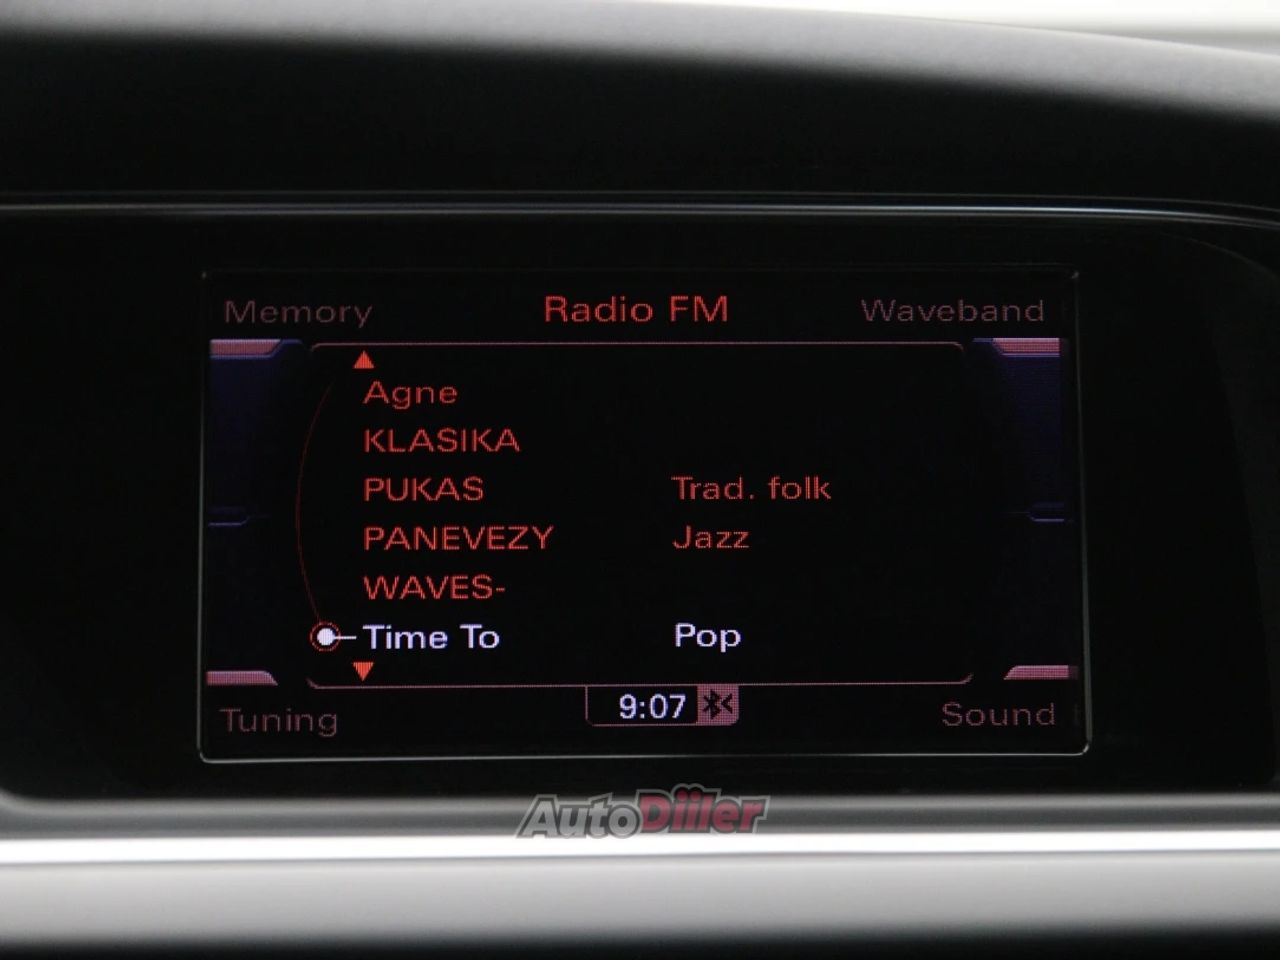 Memory Radio FM Waveband
Agne
KLASIKA
PUKAS Trad. folk
PANEVEZY Jazz
WAVES-
Time To Pop
9:07
Tuning Sound
AutoDiiler